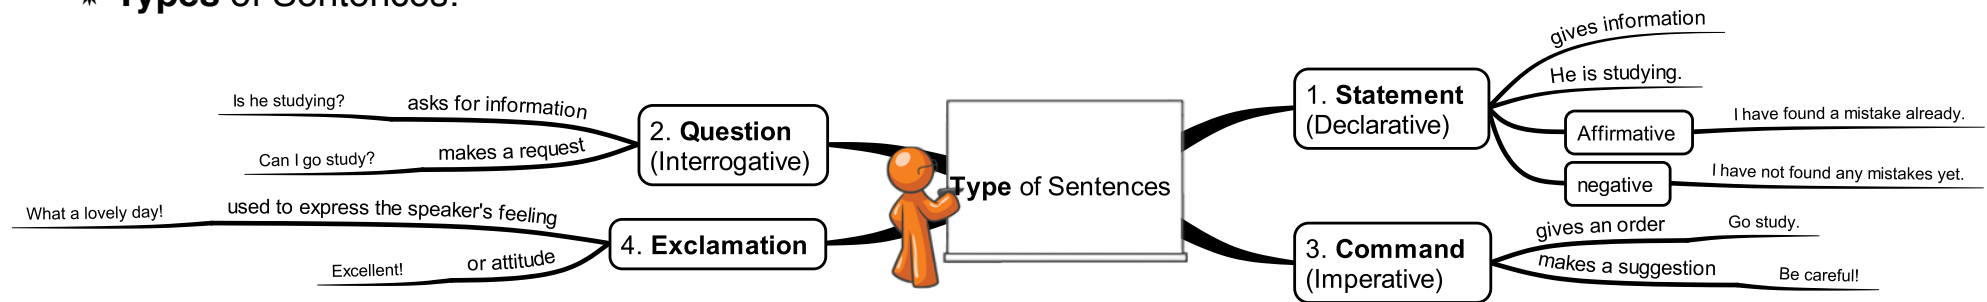 ✷ Types of Sentences:
Type of Sentences
1. Statement
(Declarative)
gives information
He is studying.
Affirmative
I have found a mistake already.
negative
I have not found any mistakes yet.
2. Question
(Interrogative)
asks for information
Is he studying?
makes a request
Can I go study?
3. Command
(Imperative)
gives an order
Go study.
makes a suggestion
Be careful!
4. Exclamation
used to express the speaker's feeling
What a lovely day!
or attitude
Excellent!